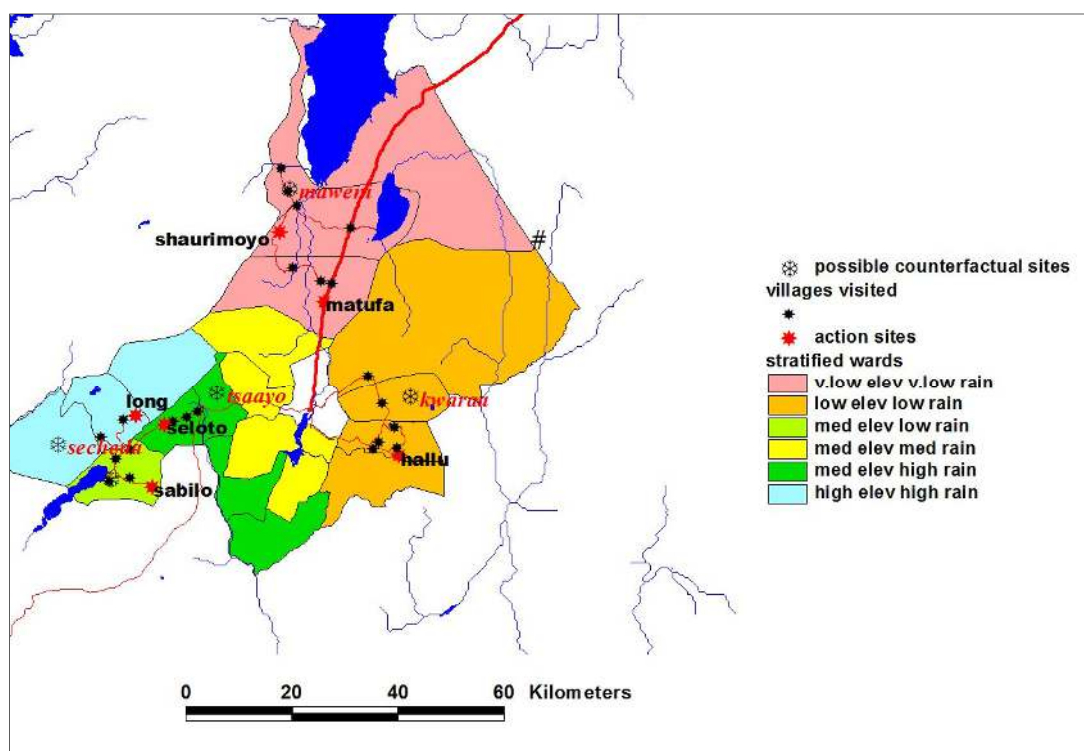 mawemi
shaurimoyo
#
matufa
long
tsaayo
kwaraa
seloto
secheda
hallu
sabilo
possible counterfactual sites
villages visited
action sites
stratified wards
v.low elev v.low rain
low elev low rain
med elev low rain
med elev med rain
med elev high rain
high elev high rain
0 20 40 60 Kilometers